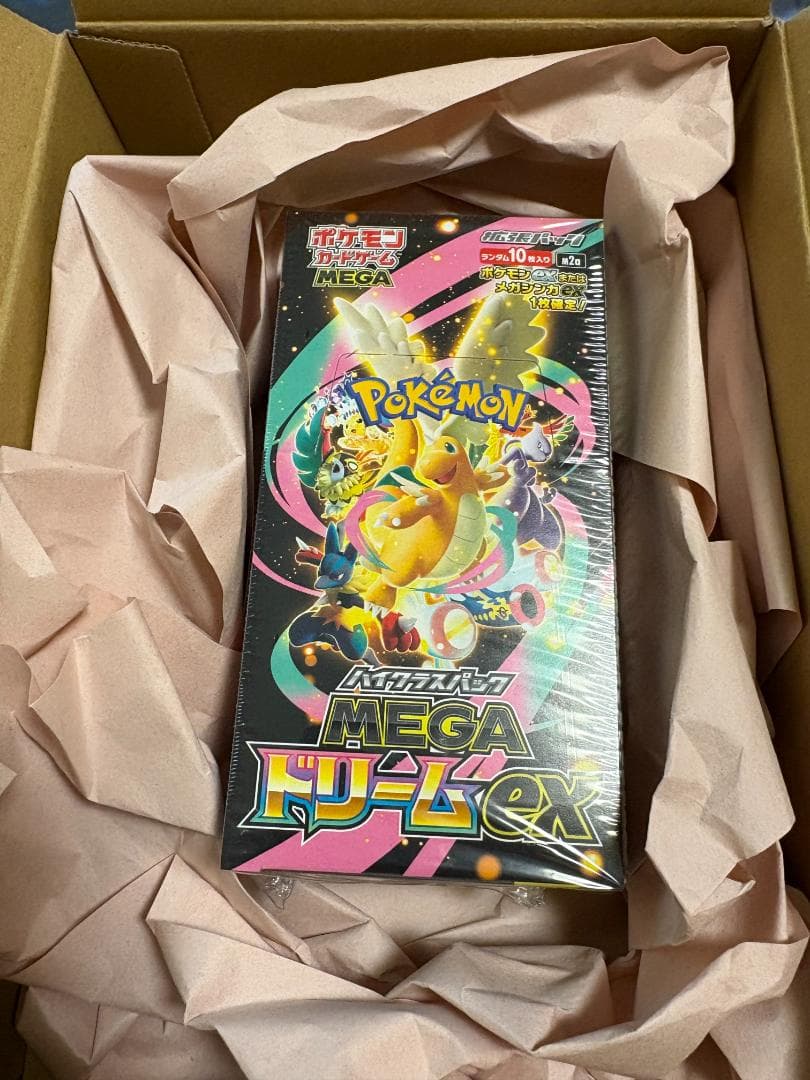 ポケモン
カードゲーム
MEGA
拡張パック
ランダム10枚入り
ポケモンexまたは
メガシンカex
1枚確定!
POKéMON
ハイクラスパック
MEGA
ドリームex